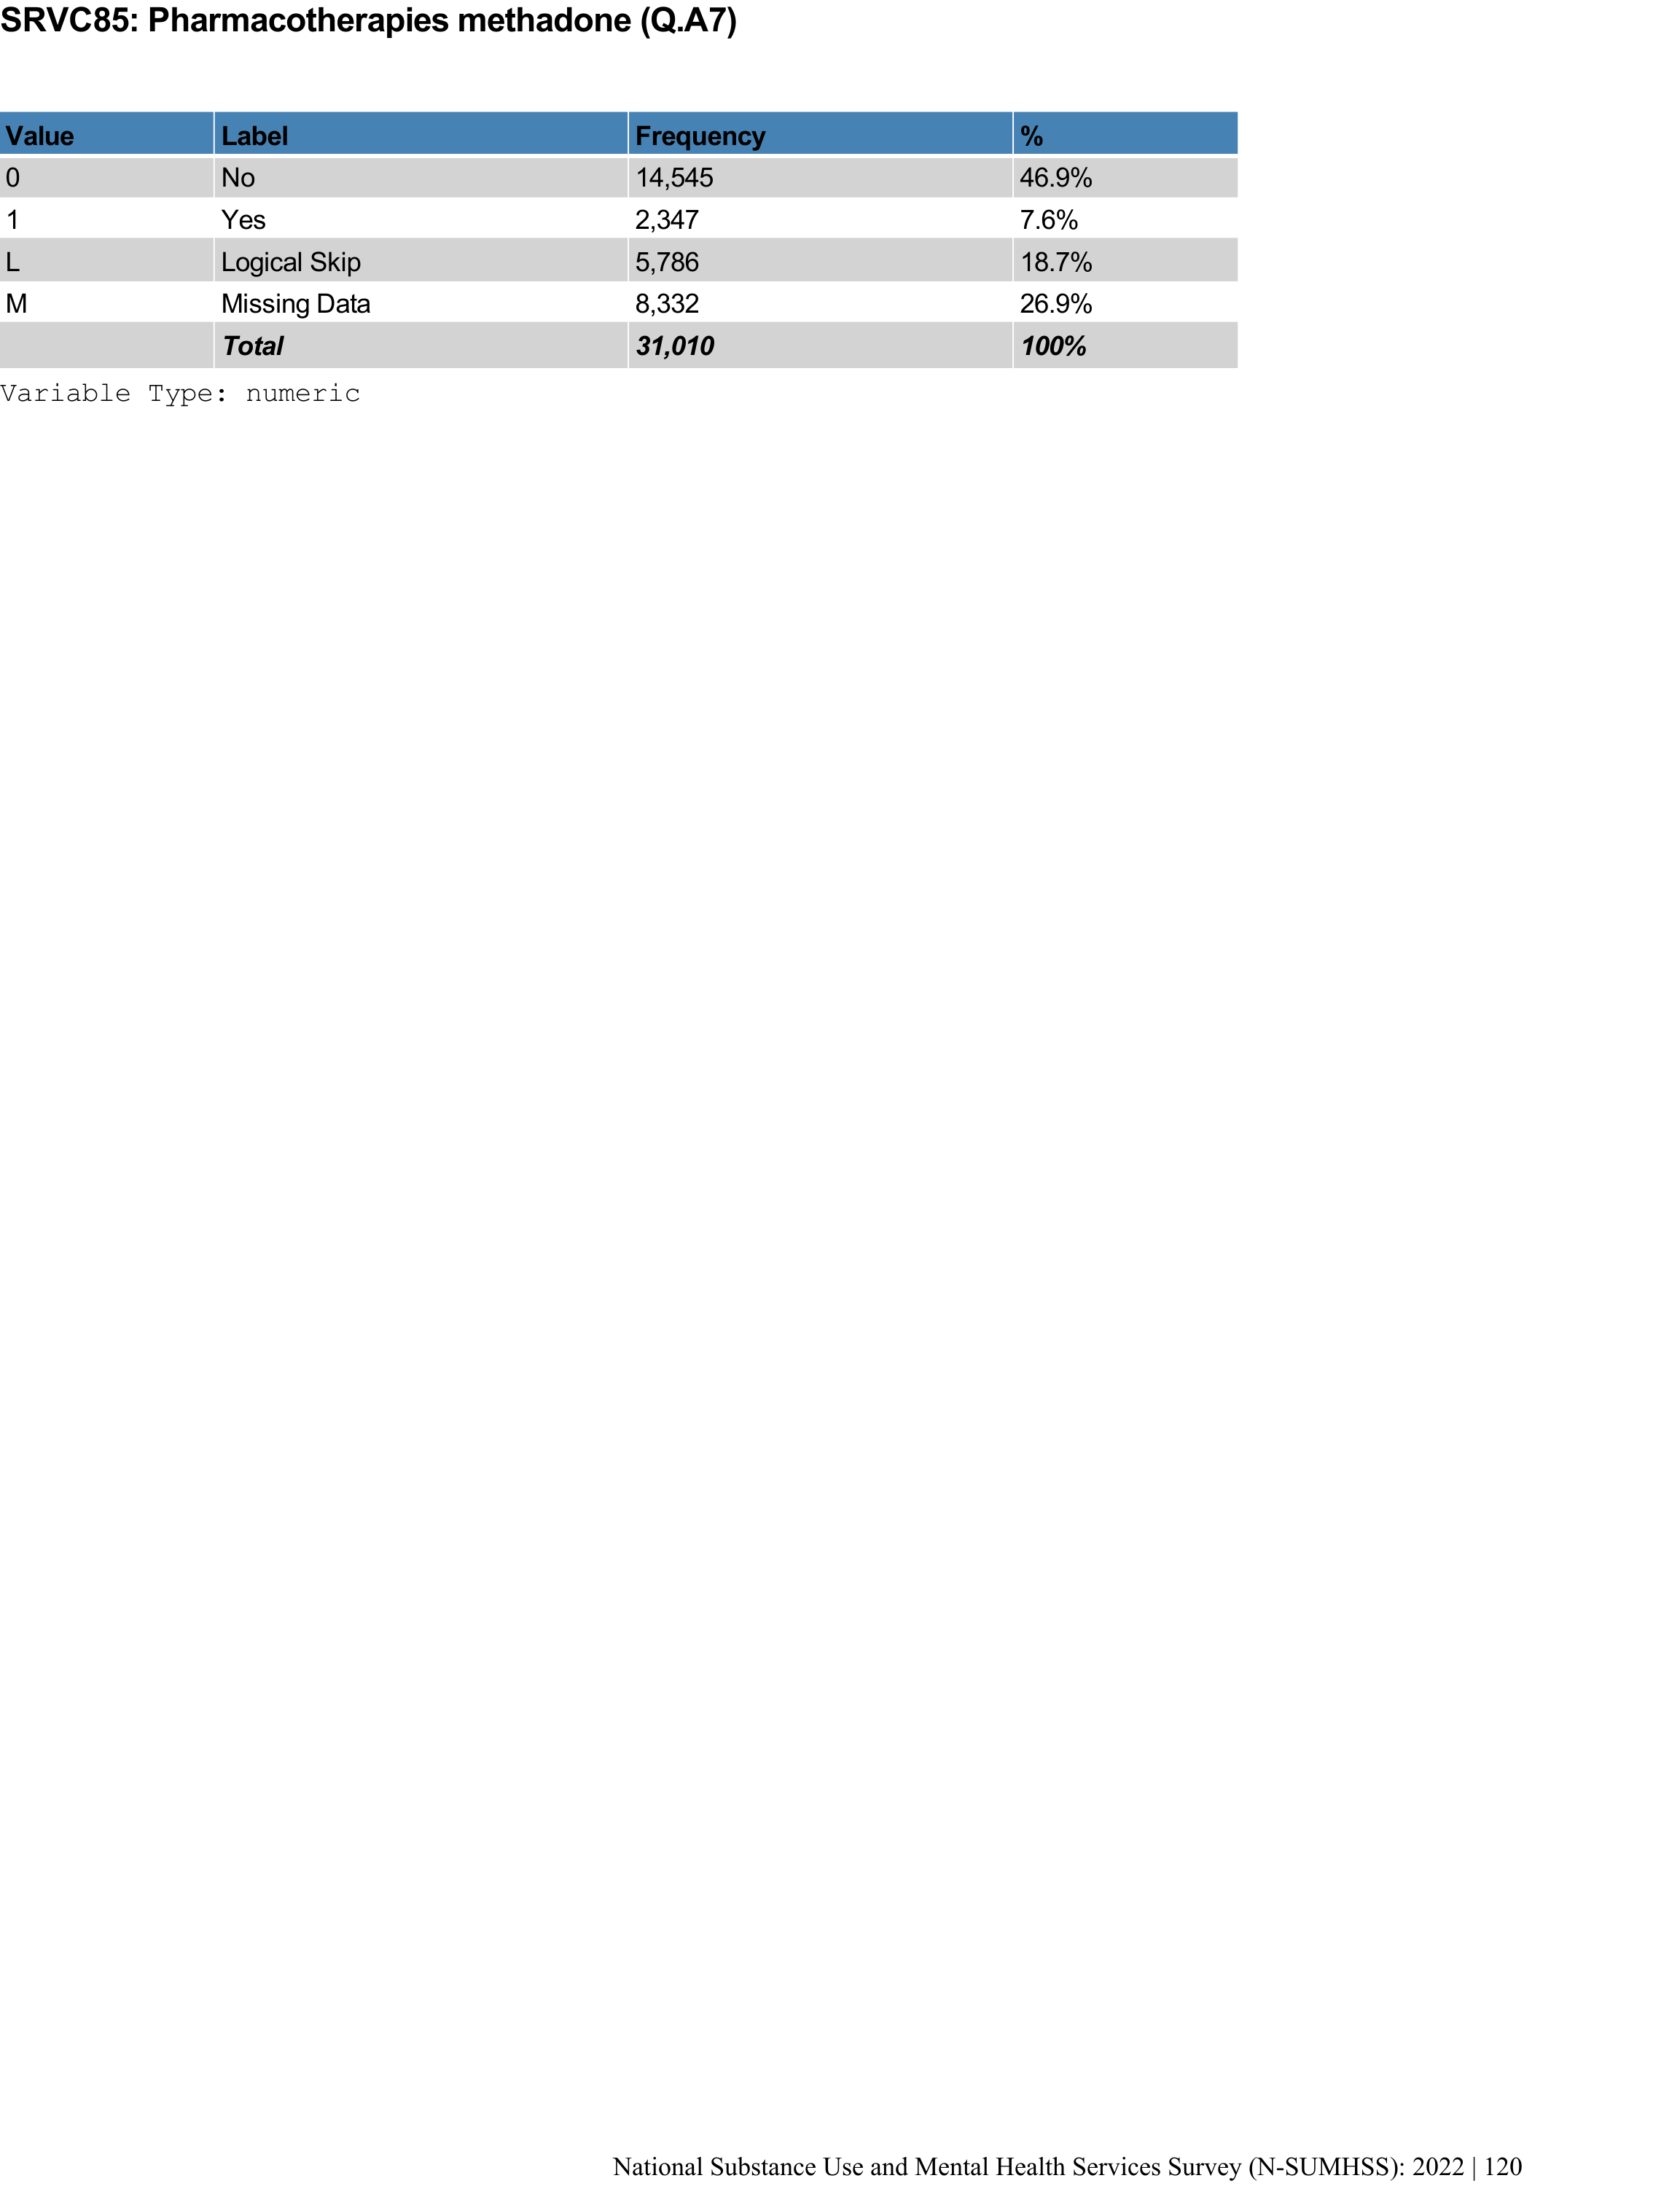 SRVC85: Pharmacotherapies methadone (Q.A7)
Value Label Frequency %
0 No 14,545 46.9%
1 Yes 2,347 7.6%
L Logical Skip 5,786 18.7%
M Missing Data 8,332 26.9%
Total 31,010 100%
Variable Type: numeric
National Substance Use and Mental Health Services Survey (N-SUMHSS): 2022 | 120